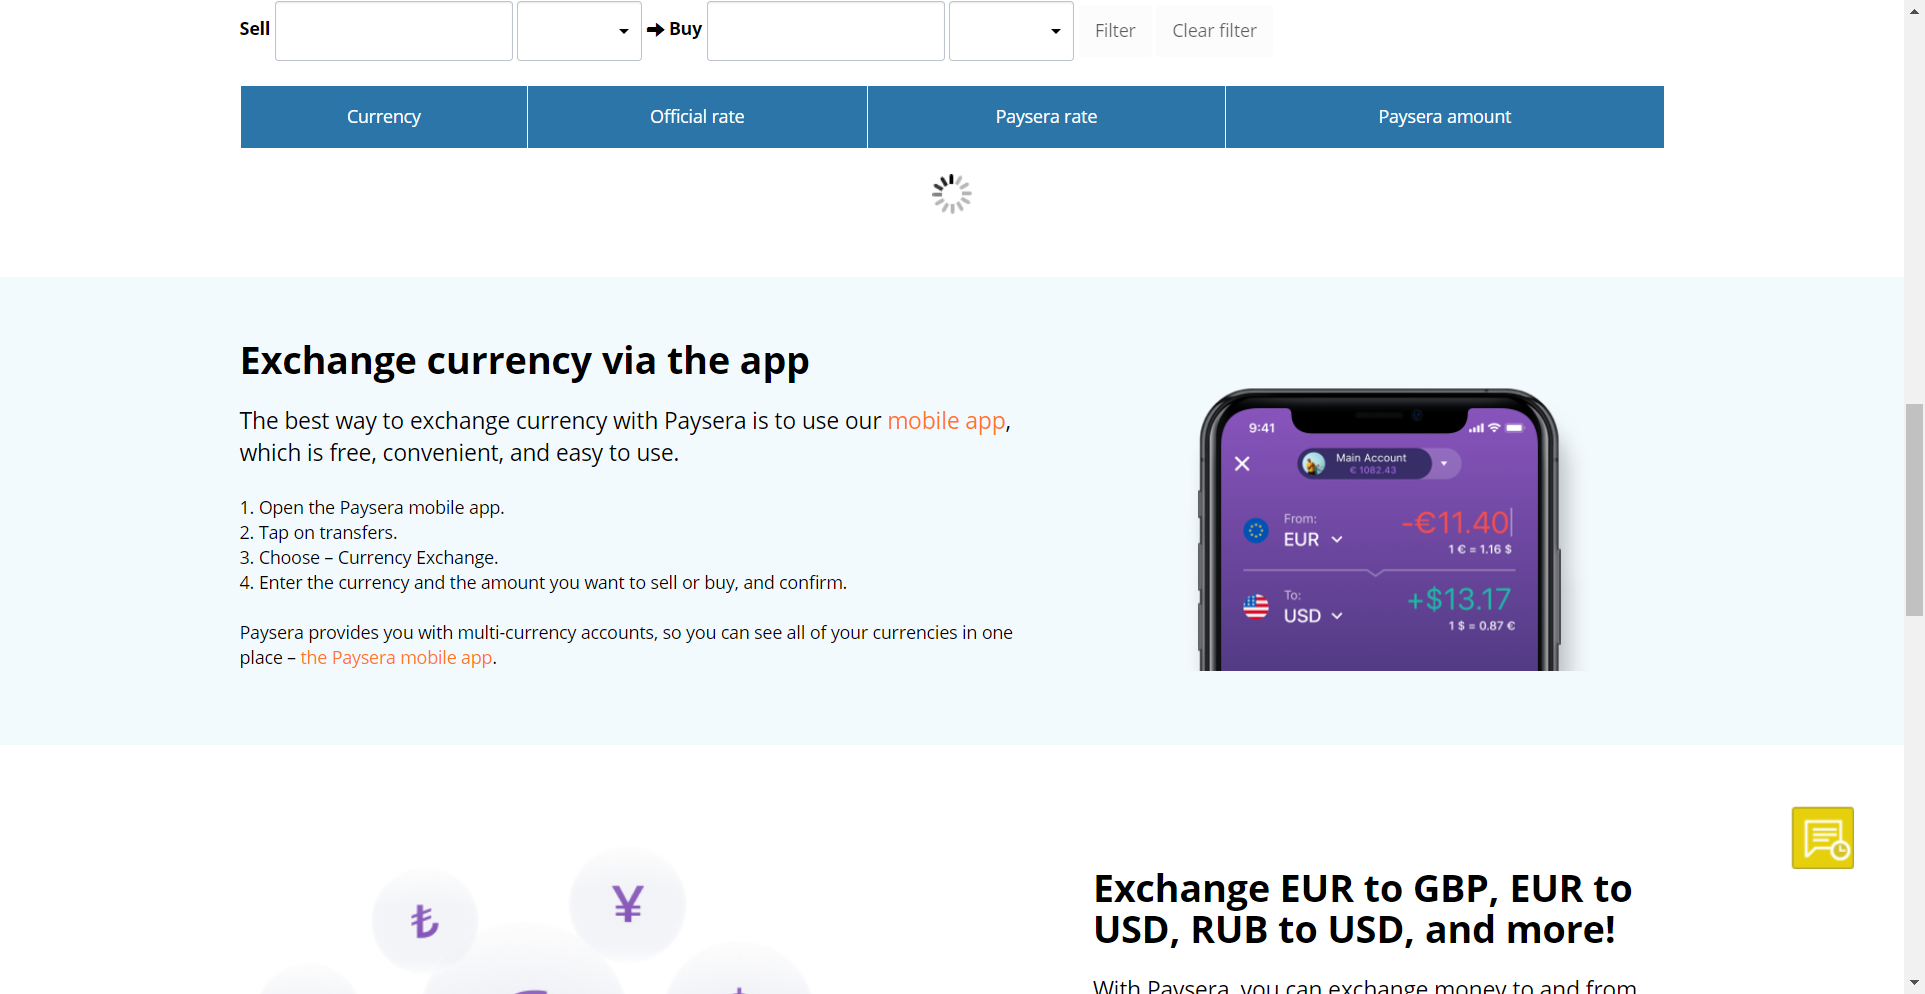 Sell Buy Filter Clear filter
Currency Official rate Paysera rate Paysera amount
Exchange currency via the app
The best way to exchange currency with Paysera is to use our mobile app,
which is free, convenient, and easy to use.
1. Open the Paysera mobile app.
2. Tap on transfers.
3. Choose – Currency Exchange.
4. Enter the currency and the amount you want to sell or buy, and confirm.
Paysera provides you with multi-currency accounts, so you can see all of your currencies in one
place – the Paysera mobile app.
9:41
Main Account
€ 1082.43
From:
EUR -€11.40
1 € = 1.16 $
To:
USD +$13.17
1 $ = 0.87 €
₺ ¥
Exchange EUR to GBP, EUR to
USD, RUB to USD, and more!
With Paysera, you can exchange money to and from